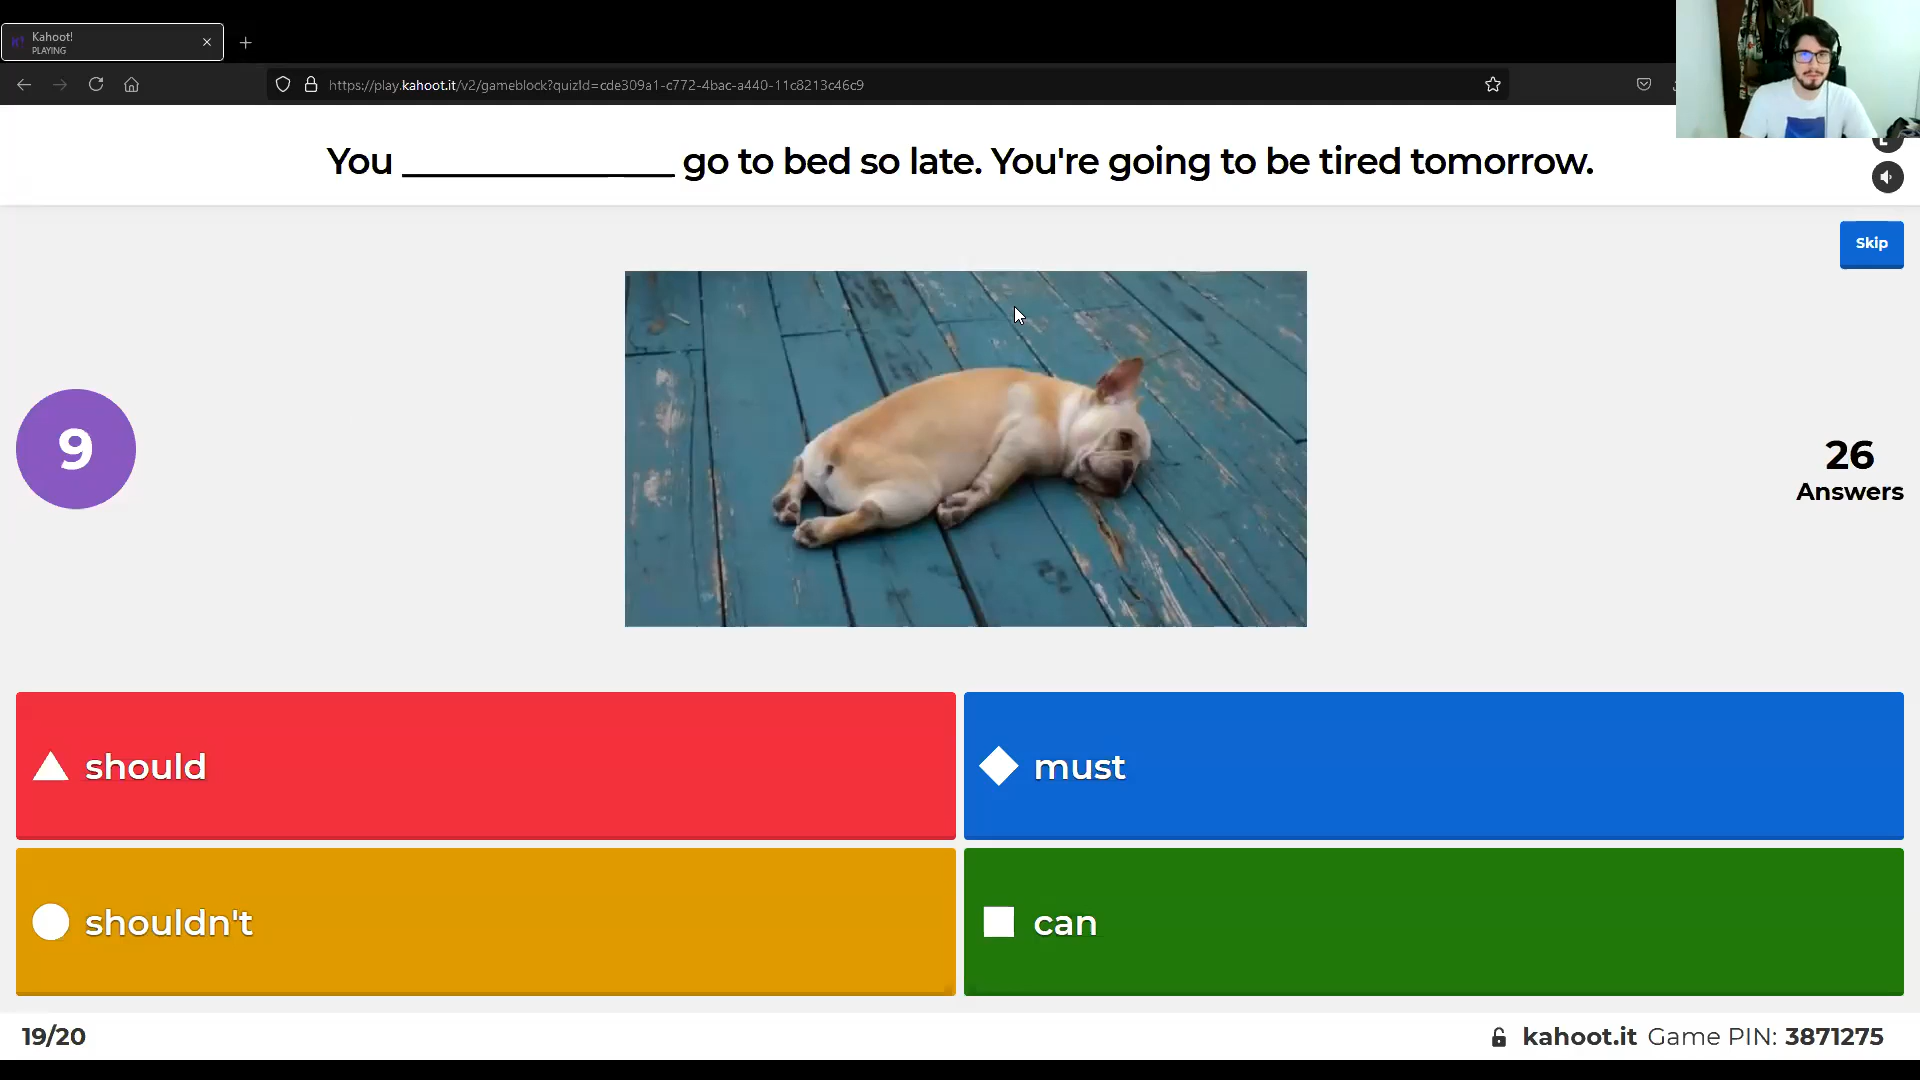 Kahoot!
PLAYING
https://play.kahoot.it/v2/gameblock?quizId=cde309a1-c772-4bac-a440-11c8213c46c9
You ______________ go to bed so late. You're going to be tired tomorrow.
Skip
9
26
Answers
should
must
shouldn't
can
19/20
kahoot.it Game PIN: 3871275